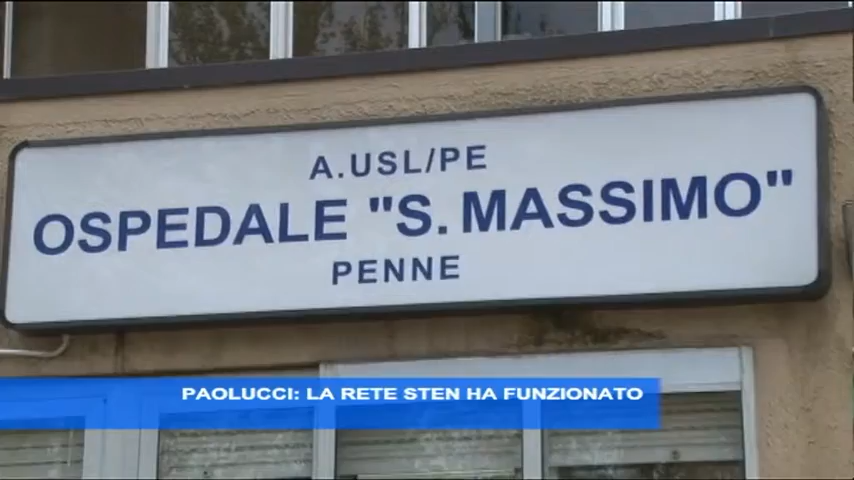 A.USL/PE
OSPEDALE "S. MASSIMO"
PENNE
PAOLUCCI: LA RETE STEN HA FUNZIONATO